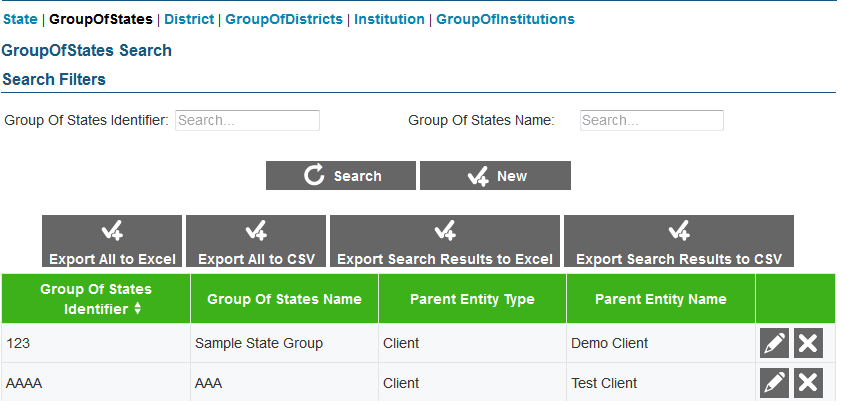 State | GroupOfStates | District | GroupOfDistricts | Institution | GroupOfInstitutions
GroupOfStates Search
Search Filters
Group Of States Identifier: Search... Group Of States Name: Search...
Search New
Export All to Excel Export All to CSV Export Search Results to Excel Export Search Results to CSV
Group Of States
Identifier Group Of States Name Parent Entity Type Parent Entity Name
123 Sample State Group Client Demo Client
AAAA AAA Client Test Client